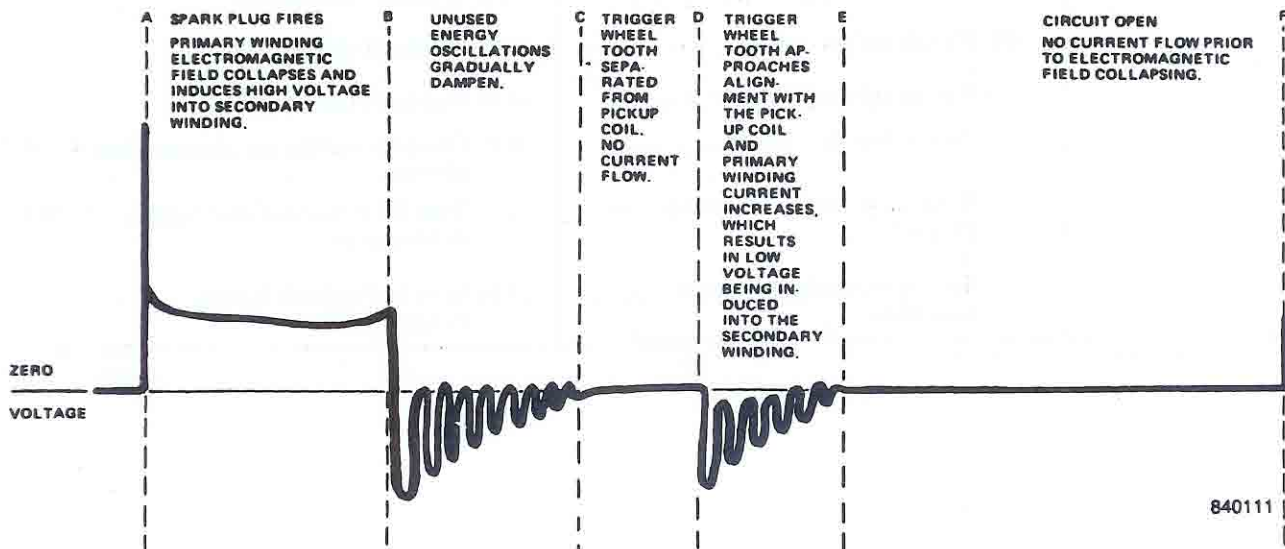 A SPARK PLUG FIRES
PRIMARY WINDING
ELECTROMAGNETIC
FIELD COLLAPSES AND
INDUCES HIGH VOLTAGE
INTO SECONDARY
WINDING.
B UNUSED
ENERGY
OSCILLATIONS
GRADUALLY
DAMPEN.
C TRIGGER
WHEEL
TOOTH
SEPA-
RATED
FROM
PICKUP
COIL.
NO
CURRENT
FLOW.
D TRIGGER
WHEEL
TOOTH AP-
PROACHES
ALIGN-
MENT WITH
THE PICK-
UP COIL
AND
PRIMARY
WINDING
CURRENT
INCREASES,
WHICH
RESULTS
IN LOW
VOLTAGE
BEING IN-
DUCED
INTO THE
SECONDARY
WINDING.
E CIRCUIT OPEN
NO CURRENT FLOW PRIOR
TO ELECTROMAGNETIC
FIELD COLLAPSING.
F
ZERO
VOLTAGE
840111